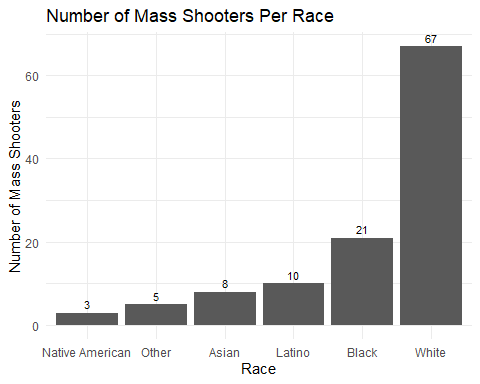 Number of Mass Shooters Per Race
Number of Mass Shooters
60
40
20
0
3
5
8
10
21
67
Native American
Other
Asian
Latino
Black
White
Race